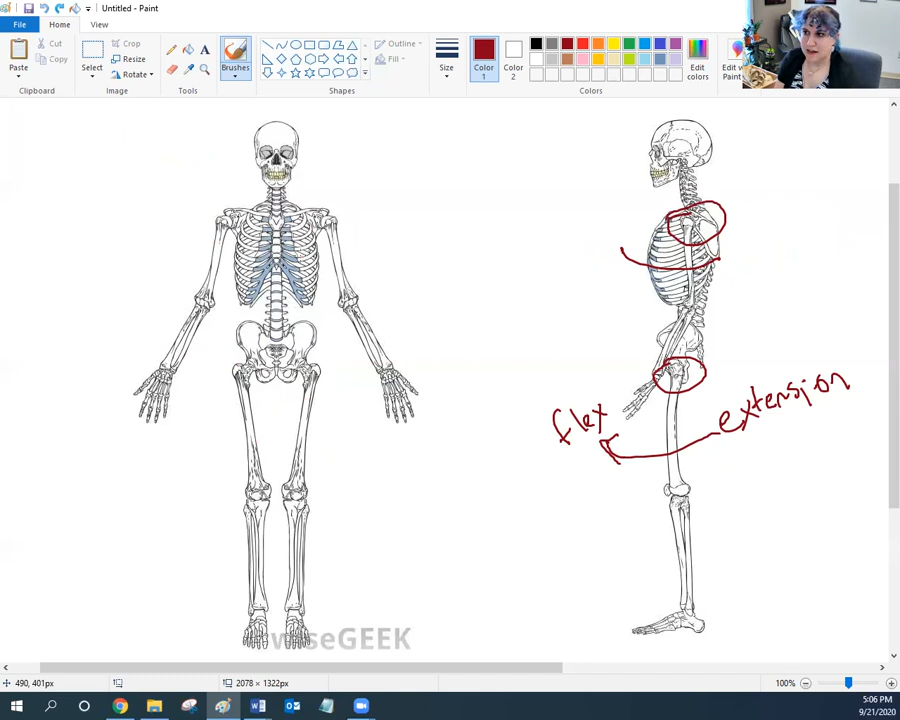 Untitled - Paint
File
Home
View
Paste
Cut
Copy
Clipboard
Select
Crop
Resize
Rotate
Image
Tools
Brushes
Outline
Fill
Shapes
Size
Color
1
Color
2
Edit
colors
Colors
flex
extension
seGEEK
490, 401px
2078 × 1322px
100%
5:06 PM
9/21/2020